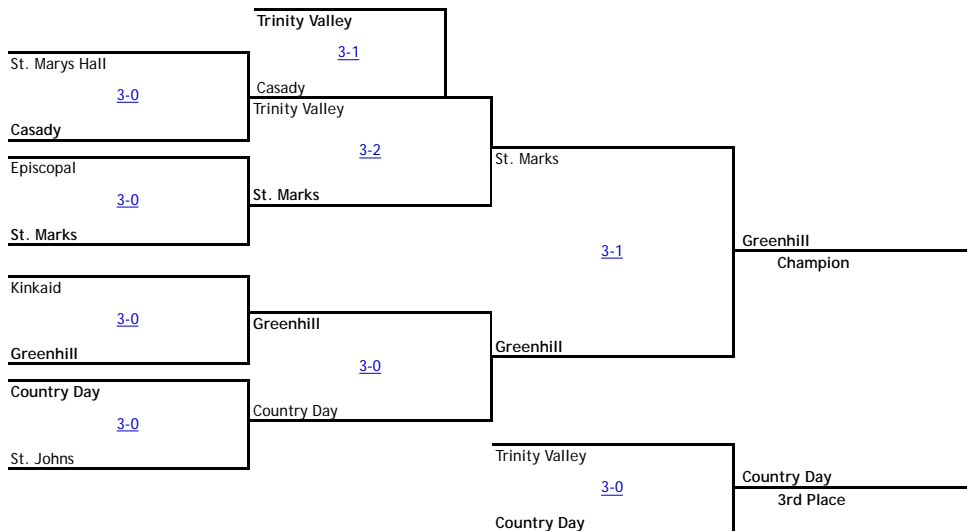 Trinity Valley
3-1
Casady
St. Marys Hall
3-0
Casady
Trinity Valley
3-2
St. Marks
Episcopal
3-0
St. Marks
St. Marks
3-1
Greenhill
Greenhill
Champion
Kinkaid
3-0
Greenhill
Greenhill
3-0
Country Day
Country Day
3-0
St. Johns
Trinity Valley
3-0
Country Day
Country Day
3rd Place